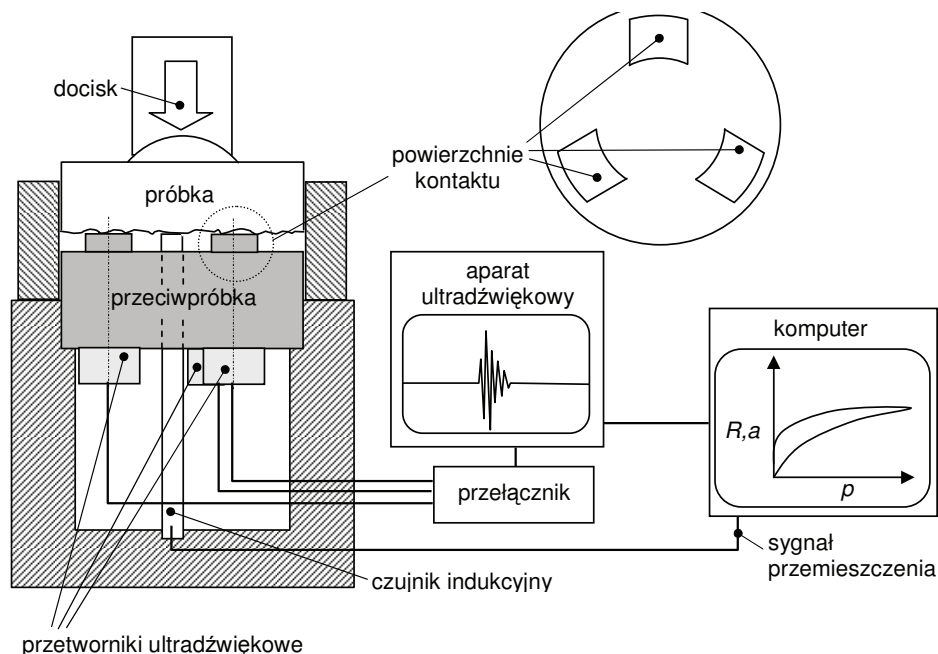 docisk
próbka
powierzchnie
kontaktu
przeciwpróbka
aparat
ultradźwiękowy
komputer
R,a
p
przełącznik
sygnał
przemieszczenia
czujnik indukcyjny
przetworniki ultradźwiękowe